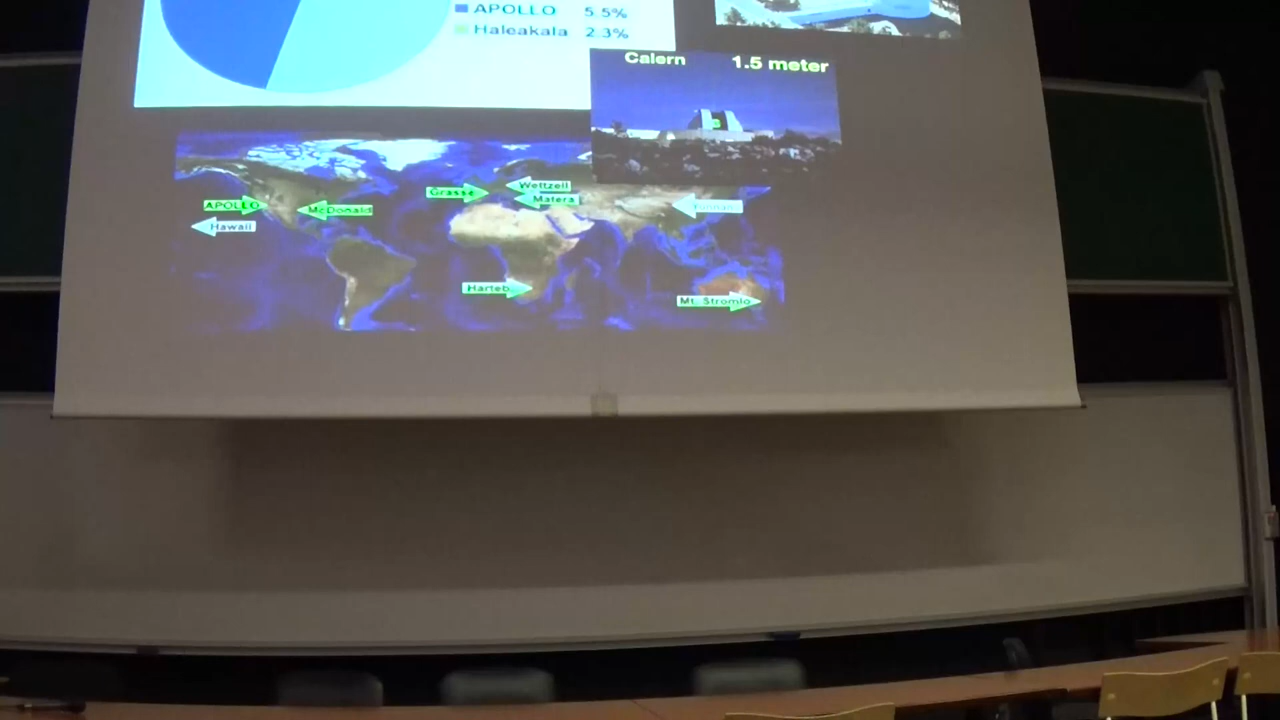 APOLLO 5.5%
Haleakala 2.3%
Calern 1.5 meter
Grasse
Wettzell
Matera
APOLLO
McDonald
Hawaii
Harteb.
Mt. Stromlo